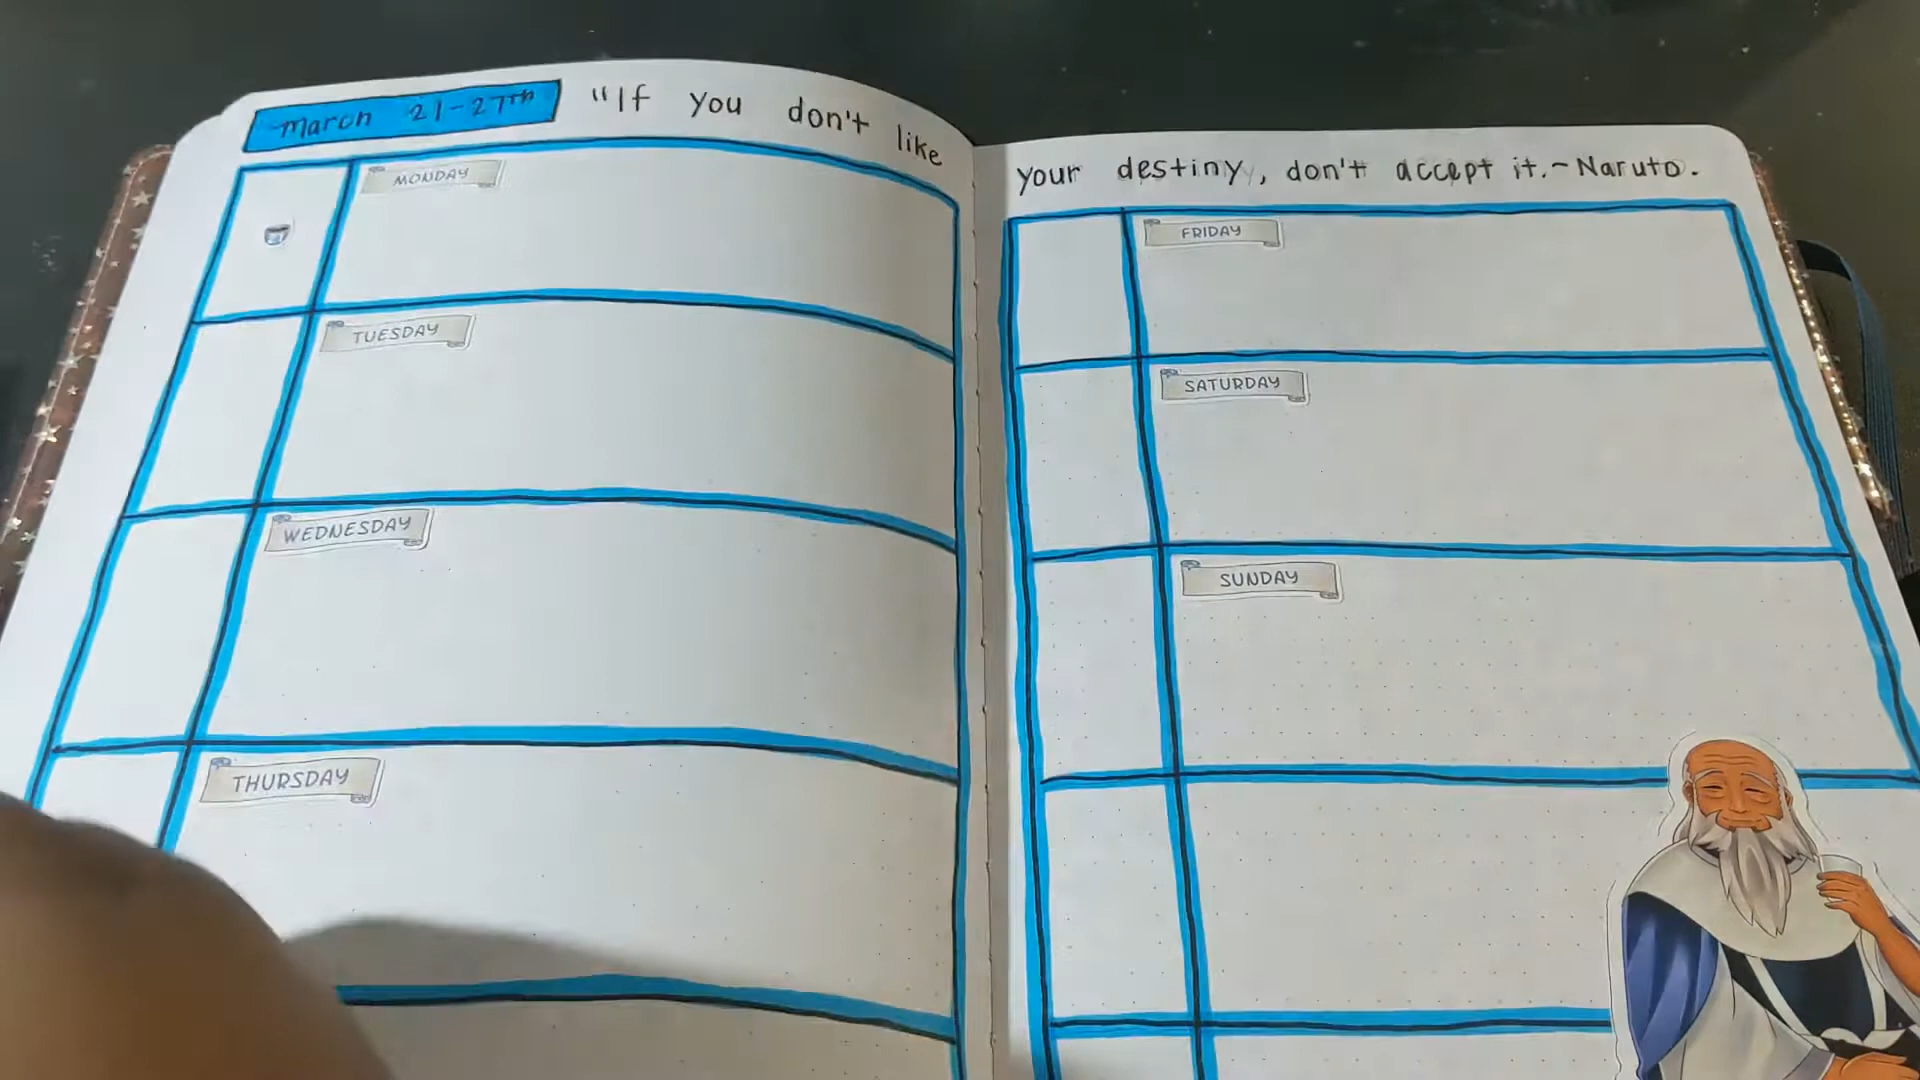 march 21-27th
"If you don't like
your destiny, don't accept it.~Naruto.
MONDAY
TUESDAY
WEDNESDAY
THURSDAY
FRIDAY
SATURDAY
SUNDAY